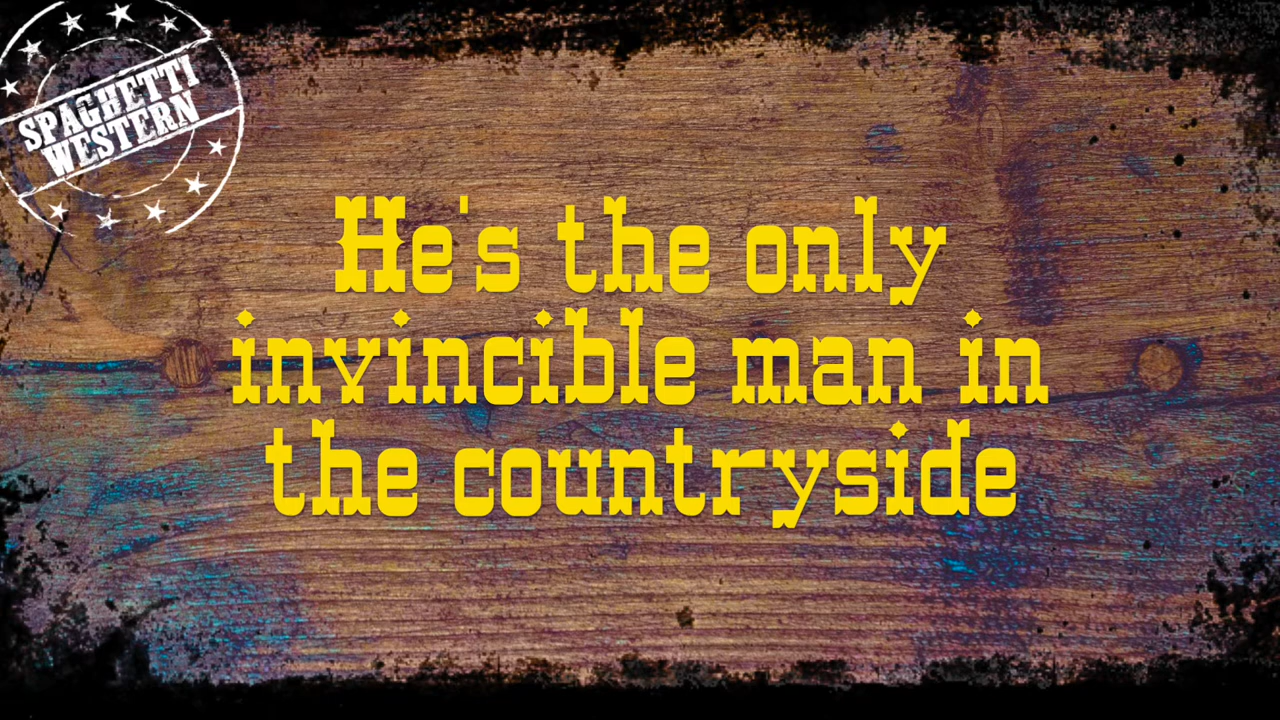 SPAGHETTI
WESTERN
He's the only
invincible man in
the countryside